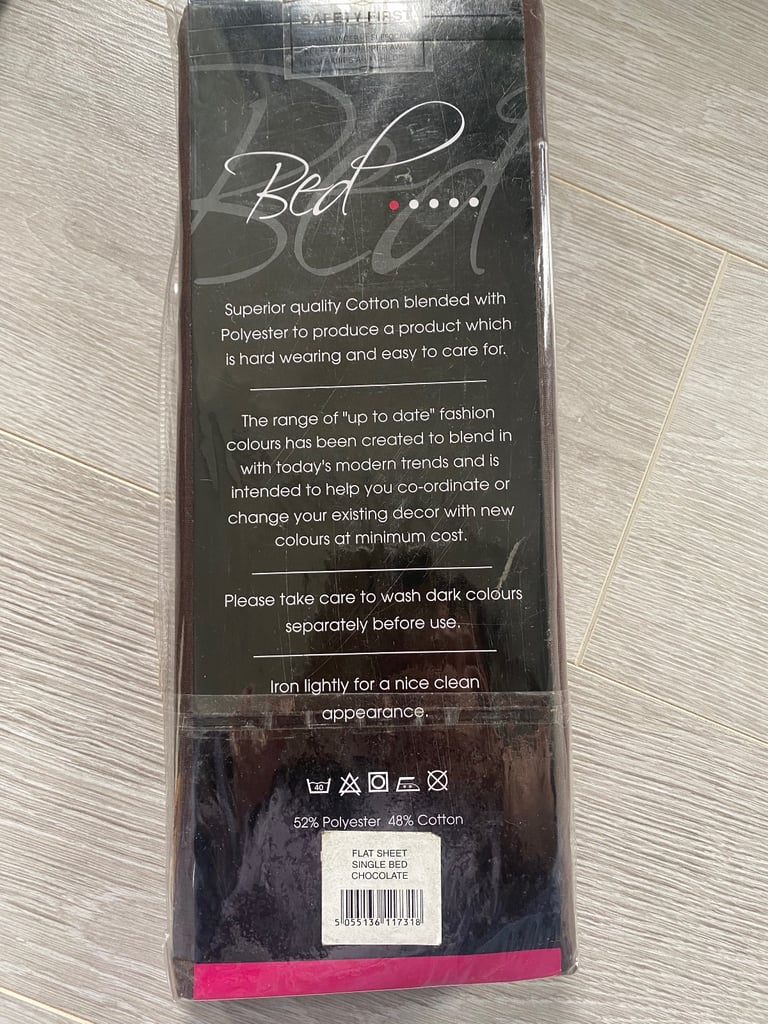 SAFETY FIRST
Bed
Bed
Superior quality Cotton blended with
Polyester to produce a product which
is hard wearing and easy to care for.
The range of "up to date" fashion
colours has been created to blend in
with today's modern trends and is
intended to help you co-ordinate or
change your existing decor with new
colours at minimum cost.
Please take care to wash dark colours
separately before use.
Iron lightly for a nice clean
appearance.
40
52% Polyester 48% Cotton
FLAT SHEET
SINGLE BED
CHOCOLATE
5 055136 117318